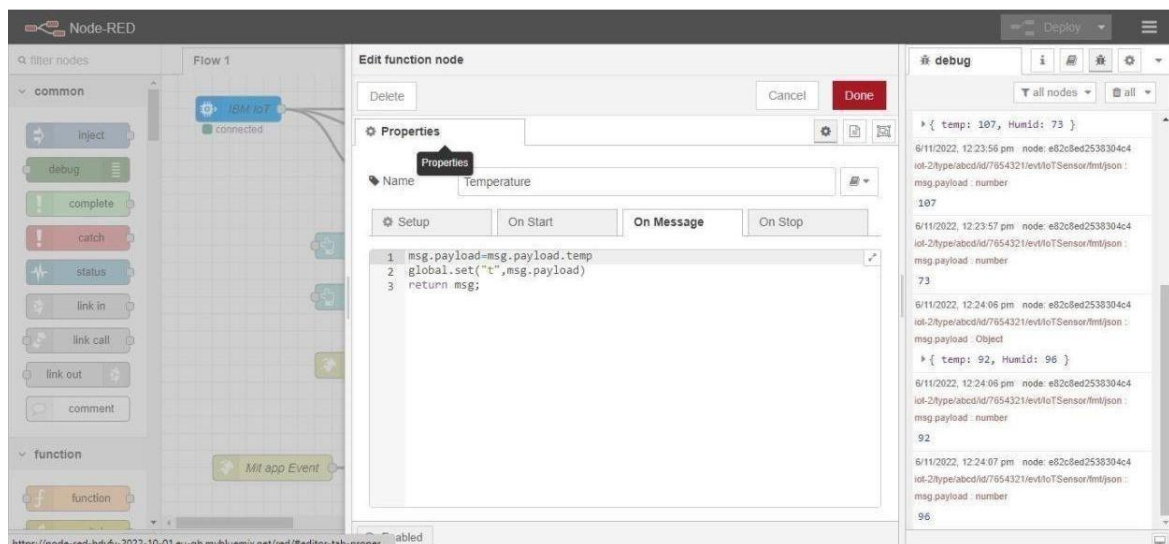 Node-RED
Deploy
filter nodes
Flow 1
Edit function node
debug
i
common
Delete
Cancel
Done
all nodes
all
IBM IoT
connected
inject
Properties
{ temp: 107, Humid: 73 }
6/11/2022, 12:23:56 pm node: e82c8ed2538304c4
iot-2/type/abcd/id/7654321/evt/IoTSensor/fmt/json :
msg.payload : number
107
Properties
debug
Name
Temperature
complete
Setup
On Start
On Message
On Stop
6/11/2022, 12:23:57 pm node: e82c8ed2538304c4
iot-2/type/abcd/id/7654321/evt/IoTSensor/fmt/json :
msg.payload : number
73
catch
1 msg.payload=msg.payload.temp
2 global.set("t",msg.payload)
3 return msg;
status
link in
link call
link out
comment
6/11/2022, 12:24:06 pm node: e82c8ed2538304c4
iot-2/type/abcd/id/7654321/evt/IoTSensor/fmt/json :
msg.payload : Object
{ temp: 92, Humid: 96 }
6/11/2022, 12:24:06 pm node: e82c8ed2538304c4
iot-2/type/abcd/id/7654321/evt/IoTSensor/fmt/json :
msg.payload : number
92
function
Mit app Event
function
6/11/2022, 12:24:07 pm node: e82c8ed2538304c4
iot-2/type/abcd/id/7654321/evt/IoTSensor/fmt/json :
msg.payload : number
96